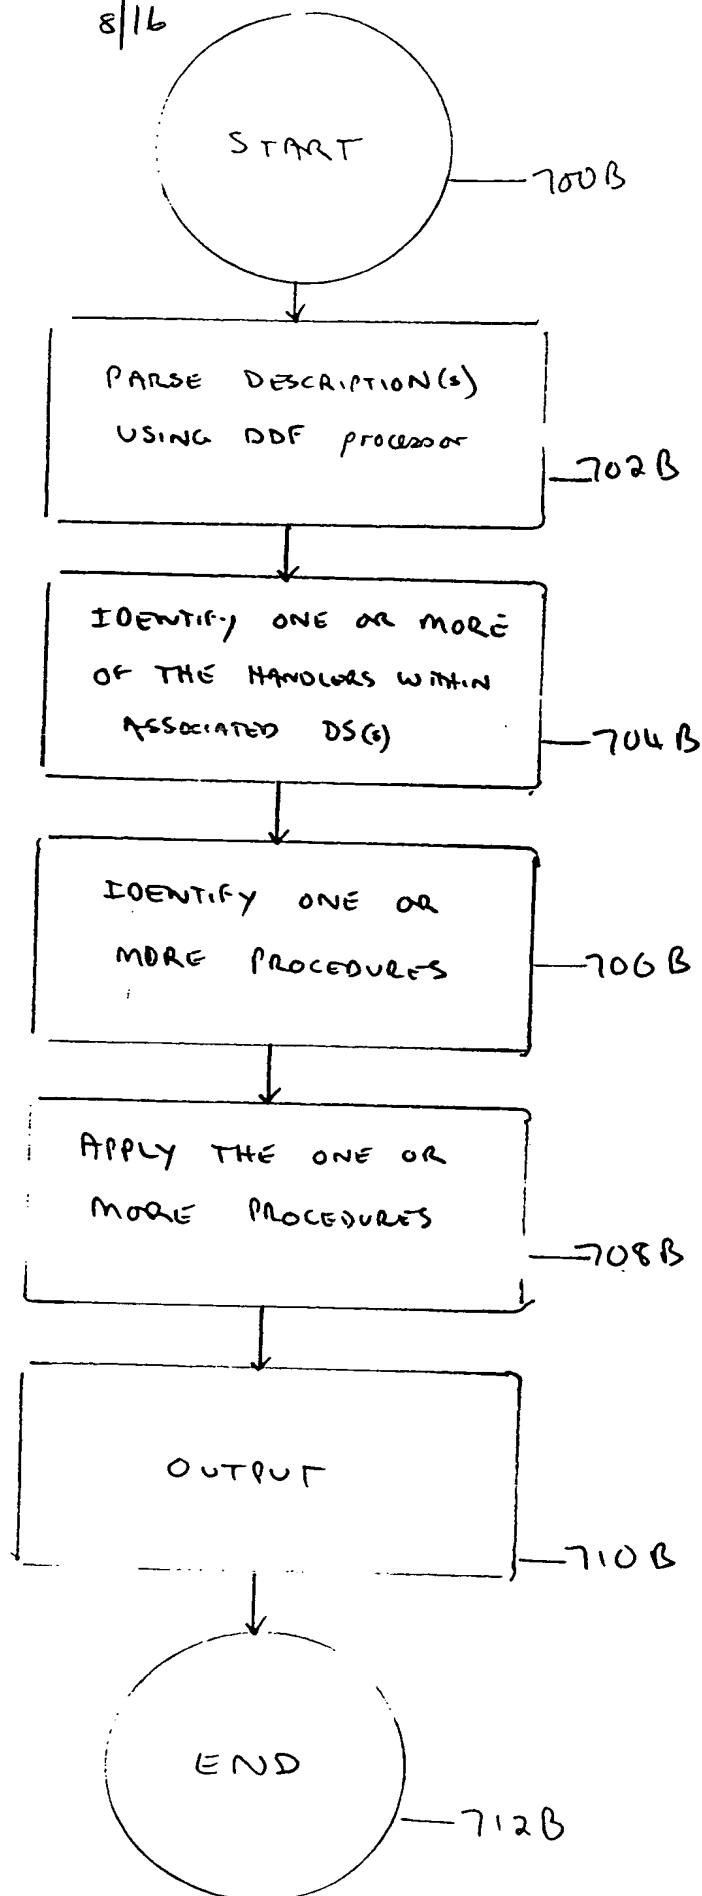 8/16
START
700B
PARSE DESCRIPTION(s)
USING DDF processor
702B
IDENTIFY ONE OR MORE
OF THE HANDLERS WITHIN
ASSOCIATED DS(s)
704B
IDENTIFY ONE OR
MORE PROCEDURES
706B
APPLY THE ONE OR
MORE PROCEDURES
708B
OUTPUT
710B
END
712B